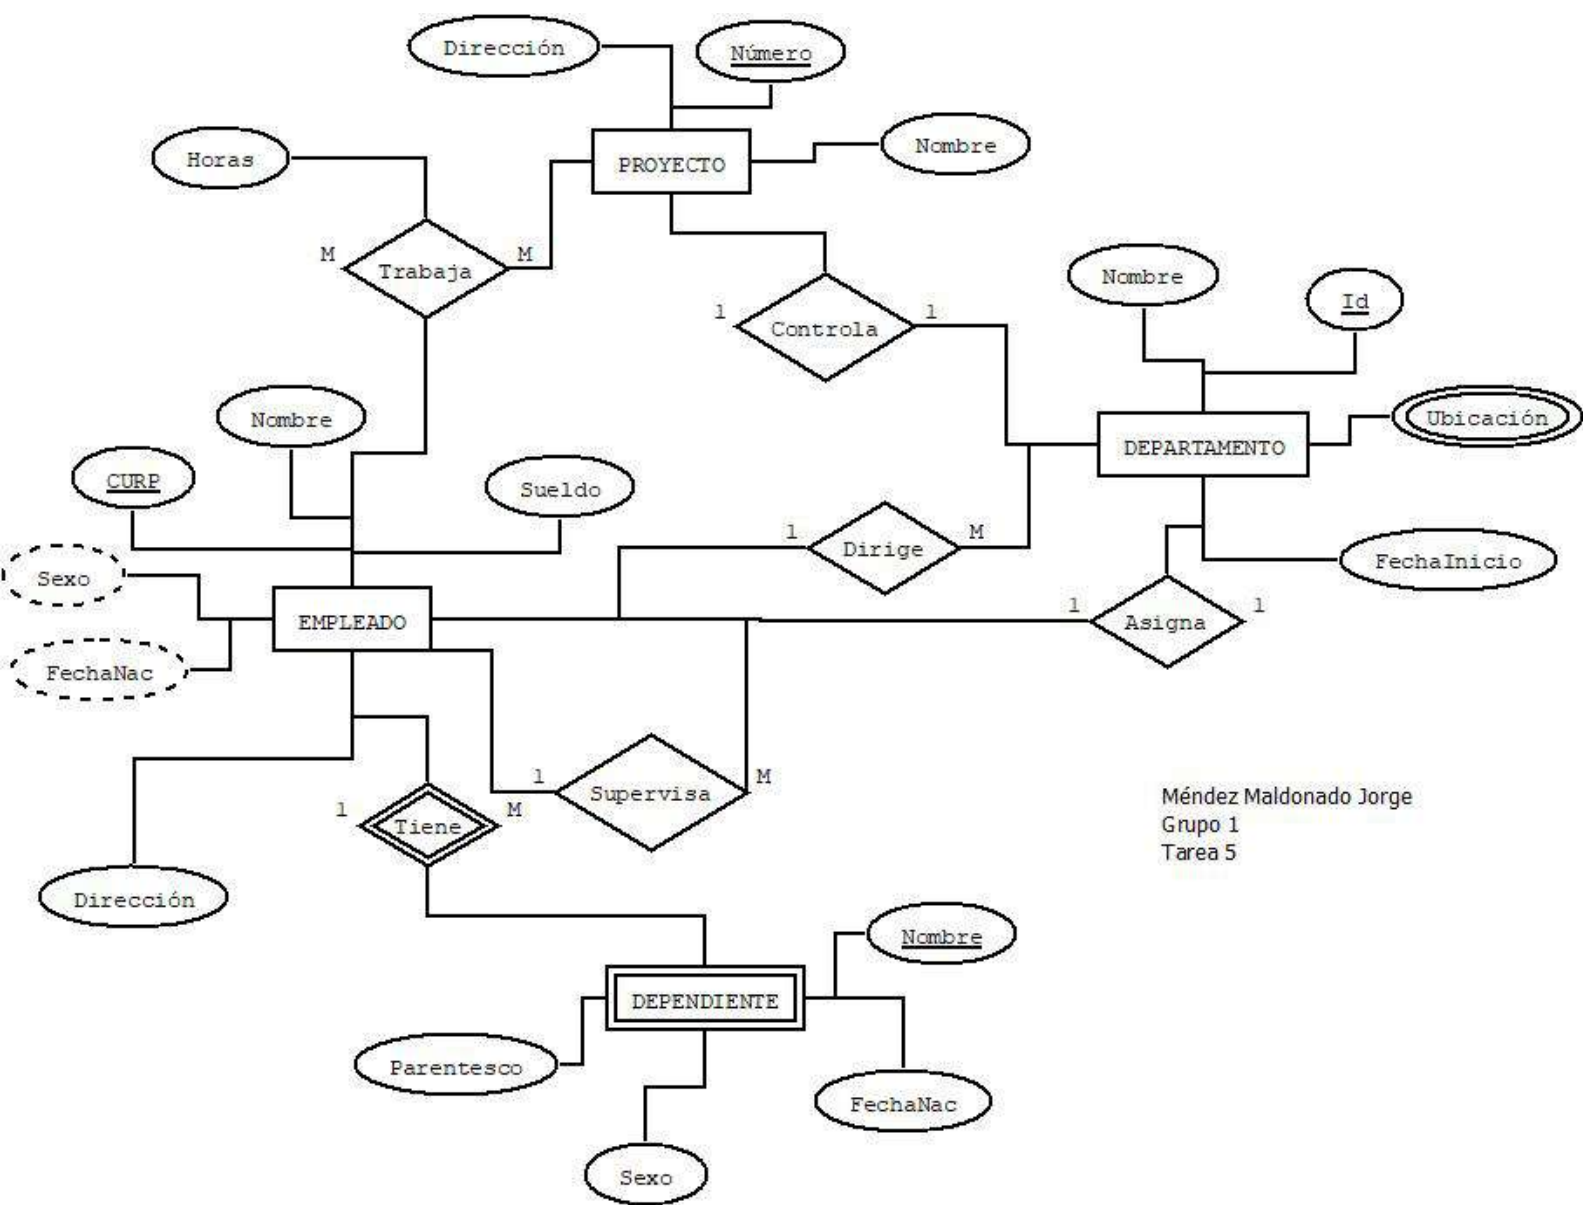 Dirección
Número
Horas
PROYECTO
Nombre
M
Trabaja
M
Nombre
Id
1
Controla
1
Nombre
DEPARTAMENTO
Ubicación
CURP
Sueldo
Sexo
1
Dirige
M
FechaInicio
EMPLEADO
1
Asigna
1
FechaNac
1
Supervisa
M
1
Tiene
M
Méndez Maldonado Jorge
Grupo 1
Tarea 5
Dirección
Nombre
DEPENDIENTE
Parentesco
FechaNac
Sexo